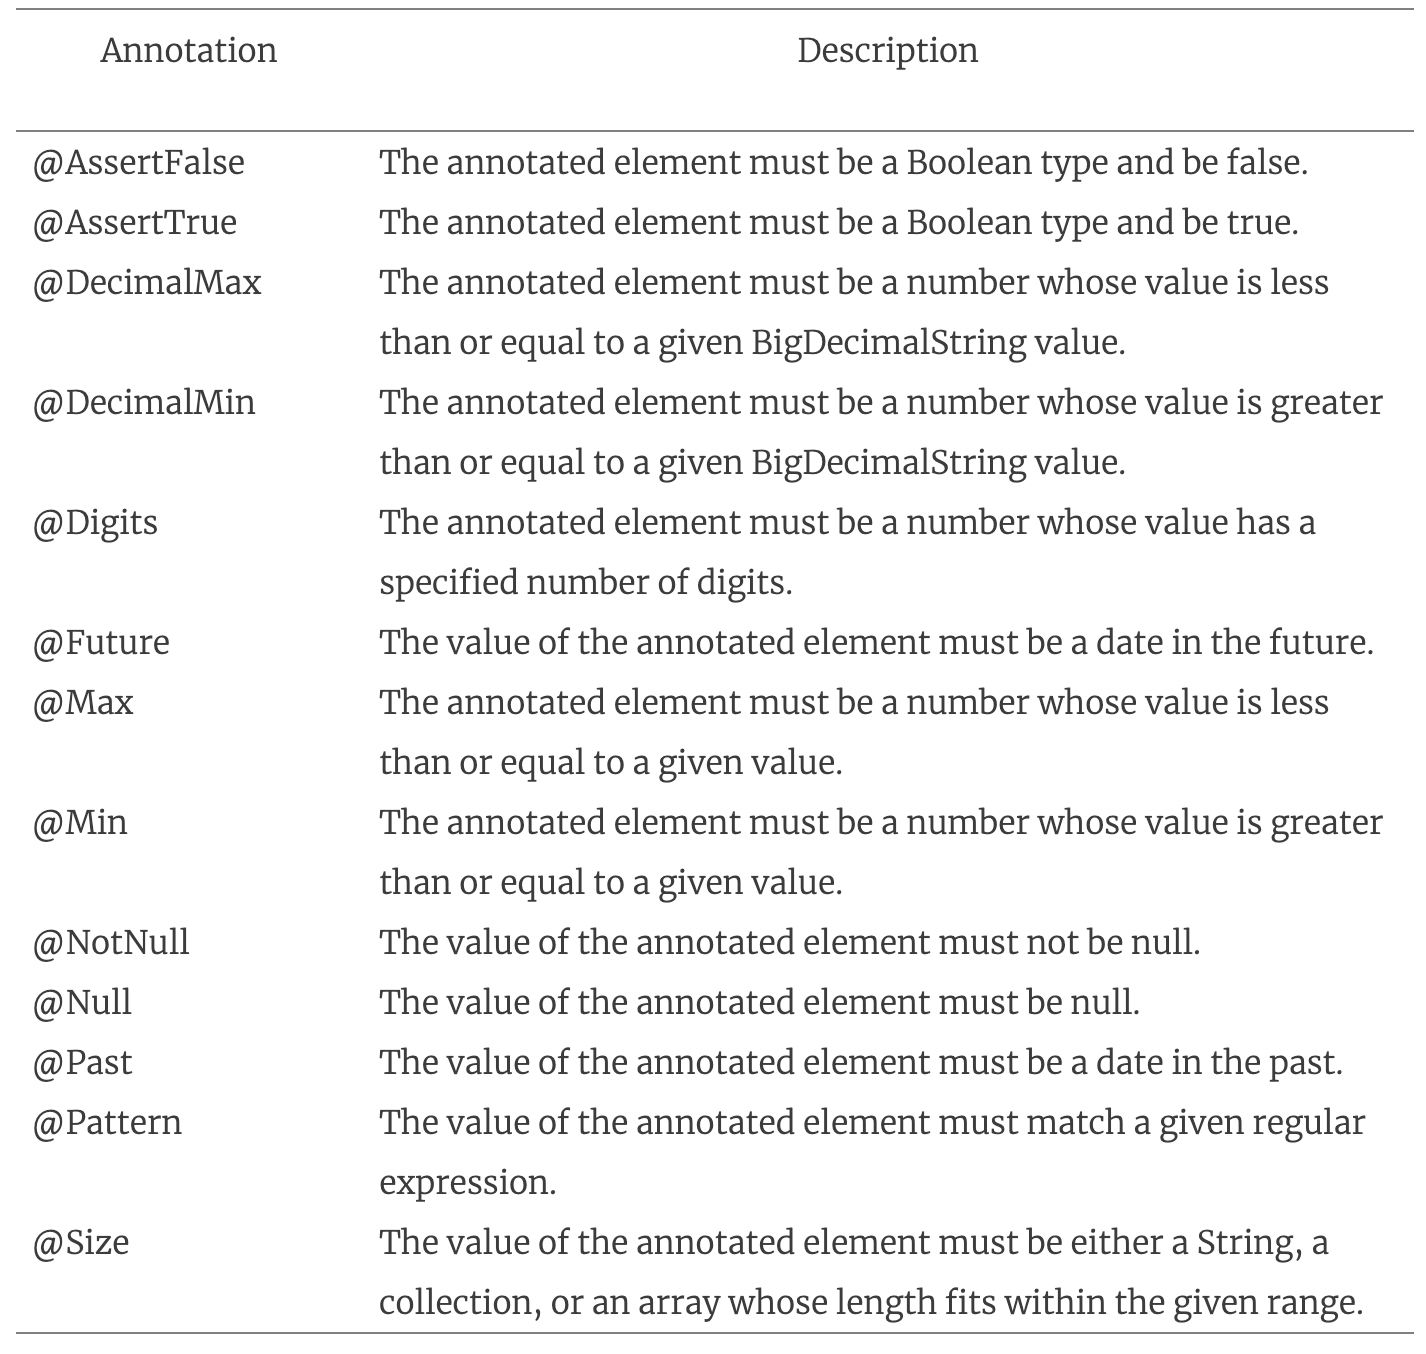 Annotation Description
@AssertFalse The annotated element must be a Boolean type and be false.
@AssertTrue The annotated element must be a Boolean type and be true.
@DecimalMax The annotated element must be a number whose value is less
than or equal to a given BigDecimalString value.
@DecimalMin The annotated element must be a number whose value is greater
than or equal to a given BigDecimalString value.
@Digits The annotated element must be a number whose value has a
specified number of digits.
@Future The value of the annotated element must be a date in the future.
@Max The annotated element must be a number whose value is less
than or equal to a given value.
@Min The annotated element must be a number whose value is greater
than or equal to a given value.
@NotNull The value of the annotated element must not be null.
@Null The value of the annotated element must be null.
@Past The value of the annotated element must be a date in the past.
@Pattern The value of the annotated element must match a given regular
expression.
@Size The value of the annotated element must be either a String, a
collection, or an array whose length fits within the given range.